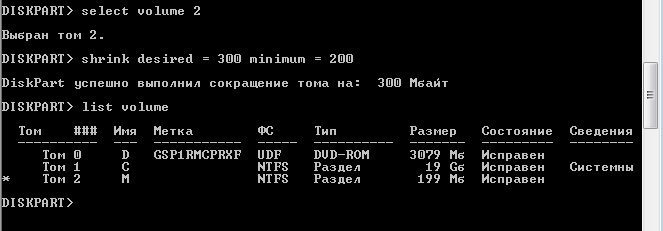 DISKPART> select volume 2
Выбран том 2.
DISKPART> shrink desired = 300 minimum = 200
DiskPart успешно выполнил сокращение тома на: 300 Мбайт
DISKPART> list volume
Том ### Имя Метка ФС Тип Размер Состояние Сведения
---------- --- ----------- ----- ---------- ------- --------- --------
Том 0 D GSP1RMCPRXF UDF DVD-ROM 3079 Mб Исправен
Том 1 C NTFS Раздел 19 Gб Исправен Системны
* Том 2 M NTFS Раздел 199 Mб Исправен
DISKPART>